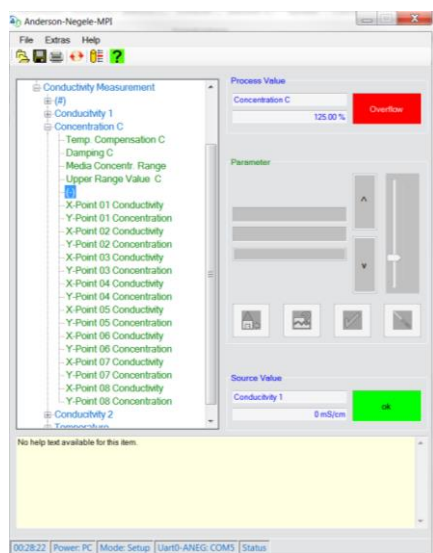 Anderson-Negele-MPI
File Extras Help
Conductivity Measurement
(#)
Conducitvity 1
Concentration C
Temp. Compensation C
Damping C
Media Concentr. Range
Upper Range Value C
(-)
X-Point 01 Conductivity
Y-Point 01 Concentration
X-Point 02 Conductivity
Y-Point 02 Concentration
X-Point 03 Conductivity
Y-Point 03 Concentration
X-Point 04 Conductivity
Y-Point 04 Concentration
X-Point 05 Conductivity
Y-Point 05 Concentration
X-Point 06 Conductivity
Y-Point 06 Concentration
X-Point 07 Conductivity
Y-Point 07 Concentration
X-Point 08 Conductivity
Y-Point 08 Concentration
Conducitvity 2
Temperature
Process Value
Concentration C
125.00 %
Overflow
Parameter
Source Value
Conducitvity 1
0 mS/cm
ok
No help text available for this item.
00:28:22 Power: PC Mode: Setup Uart0-ANEG: COM5 Status